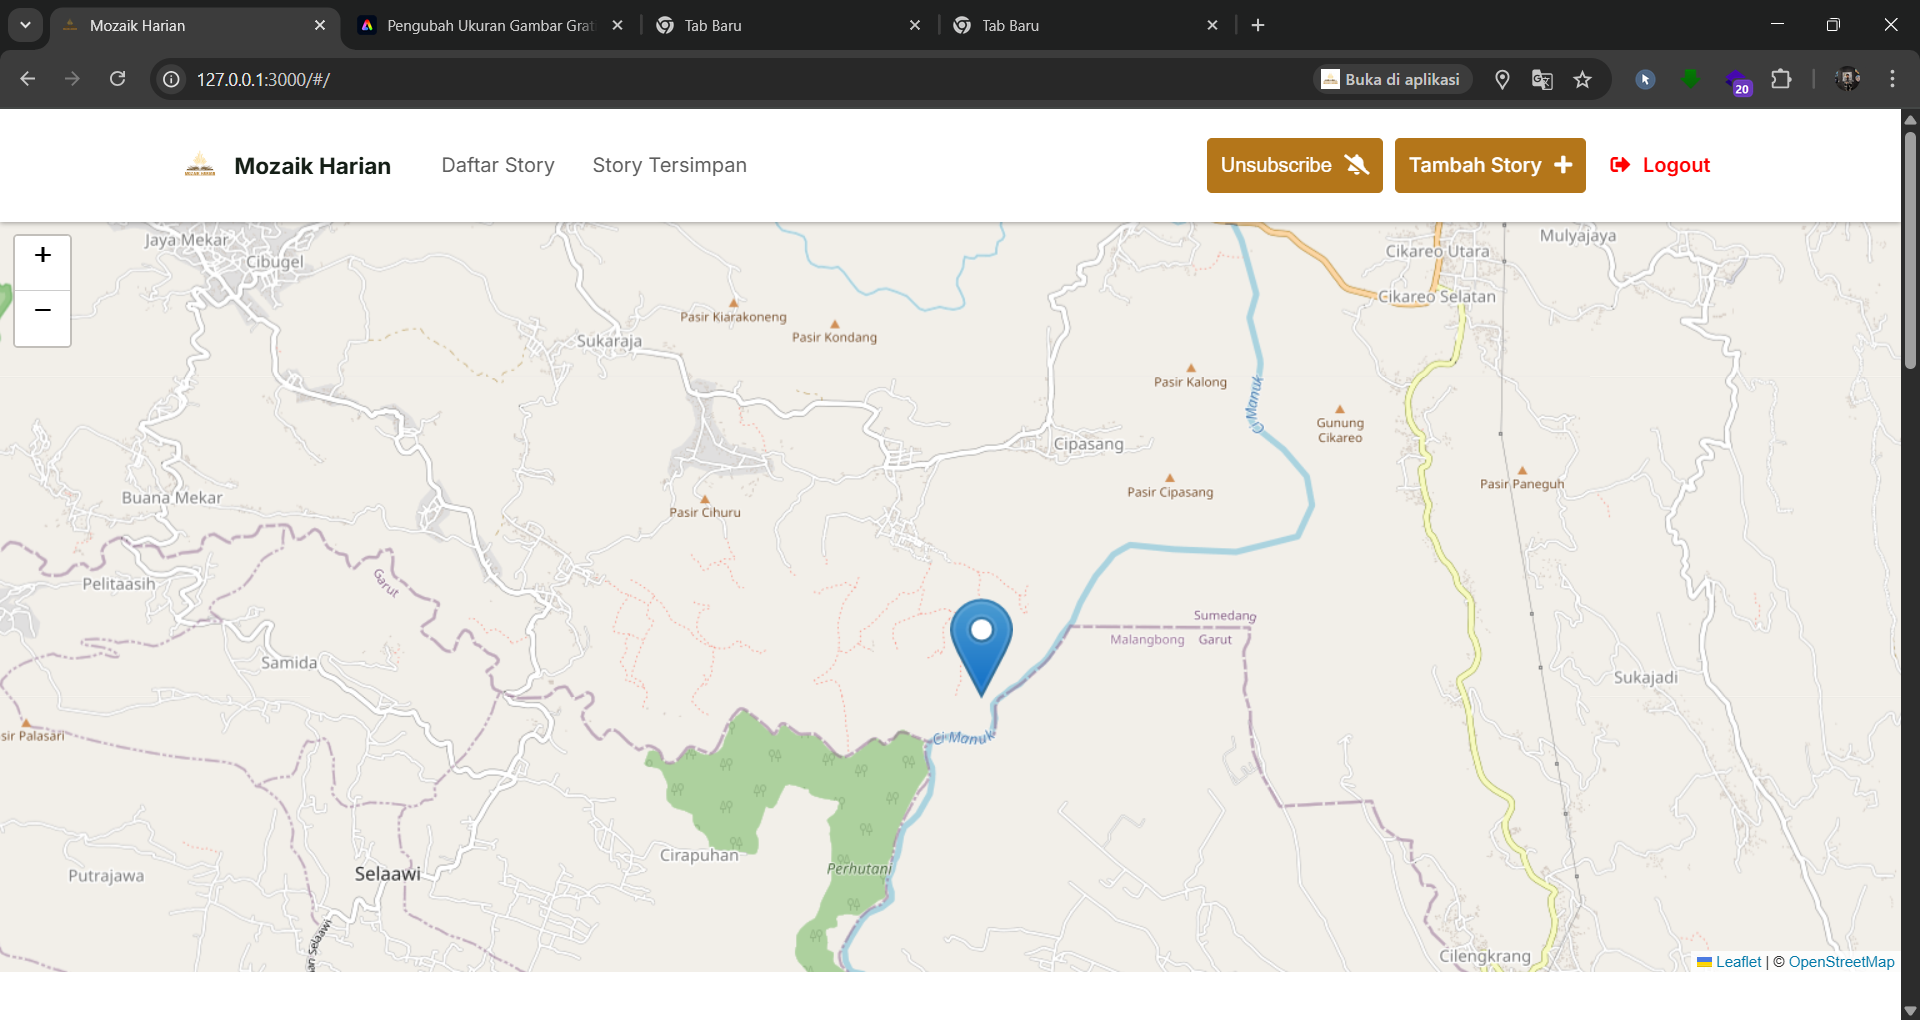 Mozaik Harian
Pengubah Ukuran Gambar Grat
Tab Baru
Tab Baru
127.0.0.1:3000/#/
Buka di aplikasi
20
Mozaik Harian
Daftar Story
Story Tersimpan
Unsubscribe
Tambah Story +
Logout
+
−
Jaya Mekar
Cibugel
Cikareo Utara
Mulyajaya
Cikareo Selatan
Pasir Kiarakoneng
Pasir Kondang
Sukaraja
Pasir Kalong
Ci Manuk
Gunung
Cikareo
Cipasang
Buana Mekar
Pasir Cihuru
Pasir Cipasang
Pasir Paneguh
Pelitaasih
Garut
Sumedang
Malangbong
Garut
Samida
Sukajadi
sir Palasari
Ci Manuk
Cirapuhan
Perhutani
Putrajawa
Selaawi
an Selaawi
Cilengkrang
Leaflet | © OpenStreetMap